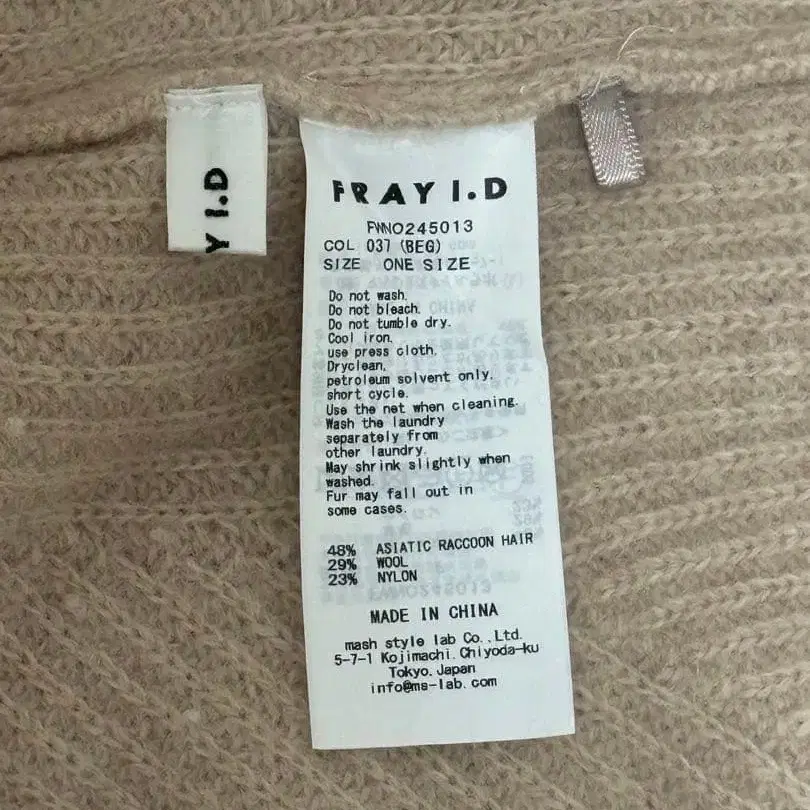 Y I.D
FRAY I.D
FWNO245013
COL 037 (BEG)
SIZE ONE SIZE
Do not wash.
Do not bleach.
Do not tumble dry.
Cool iron.
use press cloth.
Dryclean,
petroleum solvent only,
short cycle.
Use the net when cleaning.
Wash the laundry
separately from
other laundry.
May shrink slightly when
washed.
Fur may fall out in
some cases.
48% ASIATIC RACCOON HAIR
29% WOOL
23% NYLON
MADE IN CHINA
mash style lab Co.,Ltd.
5-7-1 Kojimachi,Chiyoda-ku
Tokyo,Japan
info@ms-lab.com